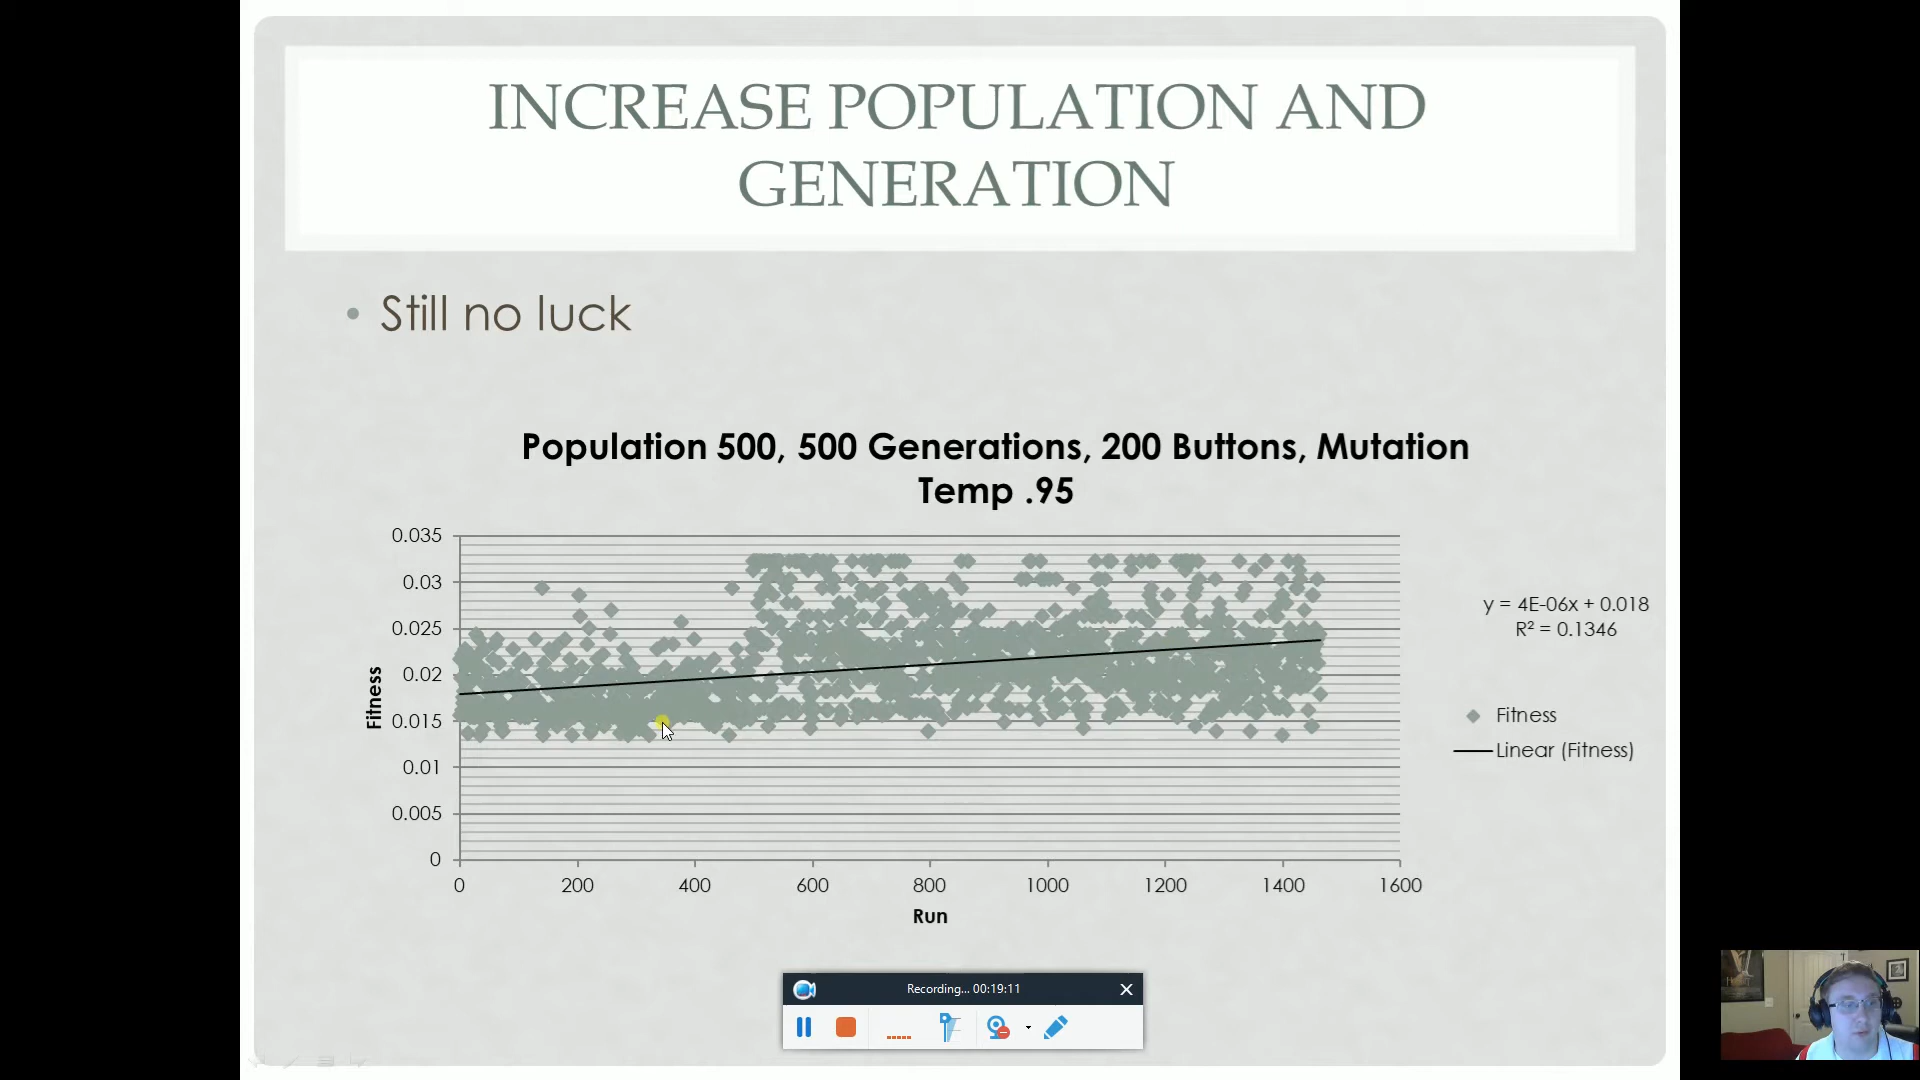 INCREASE POPULATION AND
GENERATION
• Still no luck
Population 500, 500 Generations, 200 Buttons, Mutation
Temp .95
0.035
0.03
0.025
0.02
0.015
0.01
0.005
0
Fitness
0
200
400
600
800
1000
1200
1400
1600
Run
y = 4E-06x + 0.018
R² = 0.1346
Fitness
Linear (Fitness)
Recording... 00:19:11